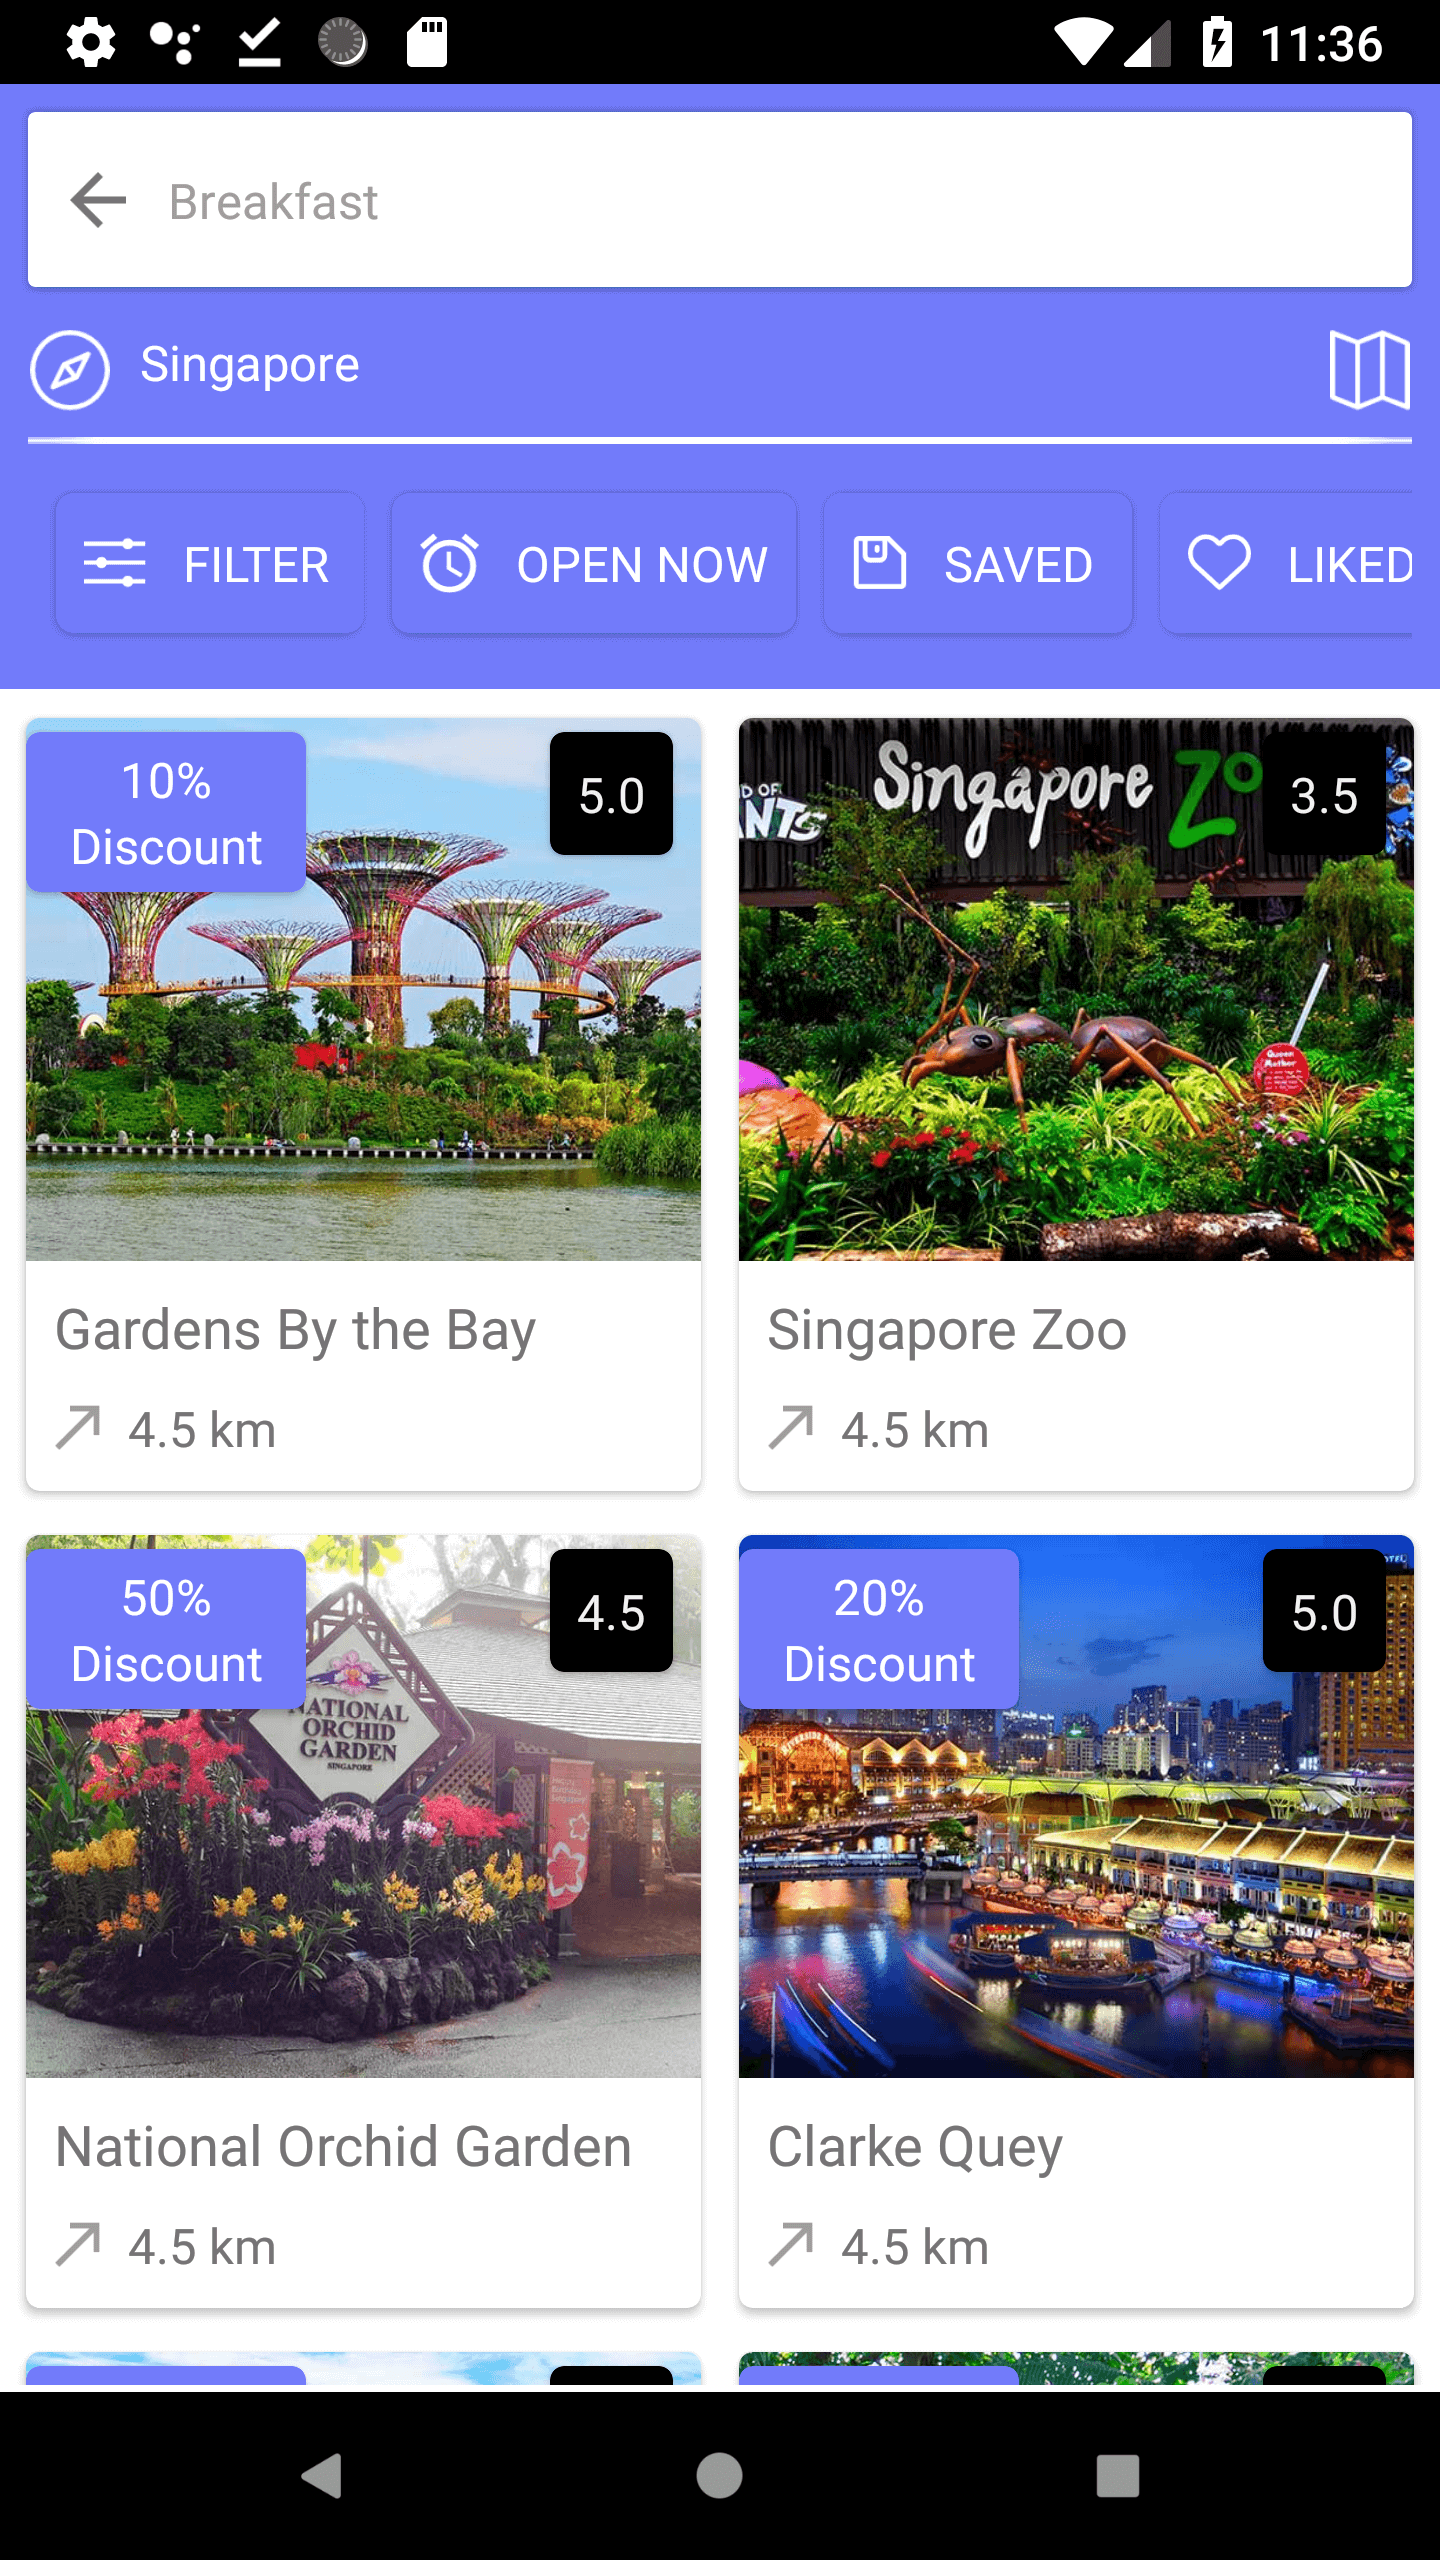 11:36
Breakfast
Singapore
FILTER
OPEN NOW
SAVED
LIKED
10%
Discount
5.0
Singapore Zo
3.5
D OF
ANTS
Queen
Gardens By the Bay
Singapore Zoo
4.5 km
4.5 km
50%
Discount
4.5
NATIONAL
ORCHID
GARDEN
SINGAPORE
20%
Discount
5.0
National Orchid Garden
Clarke Quey
4.5 km
4.5 km